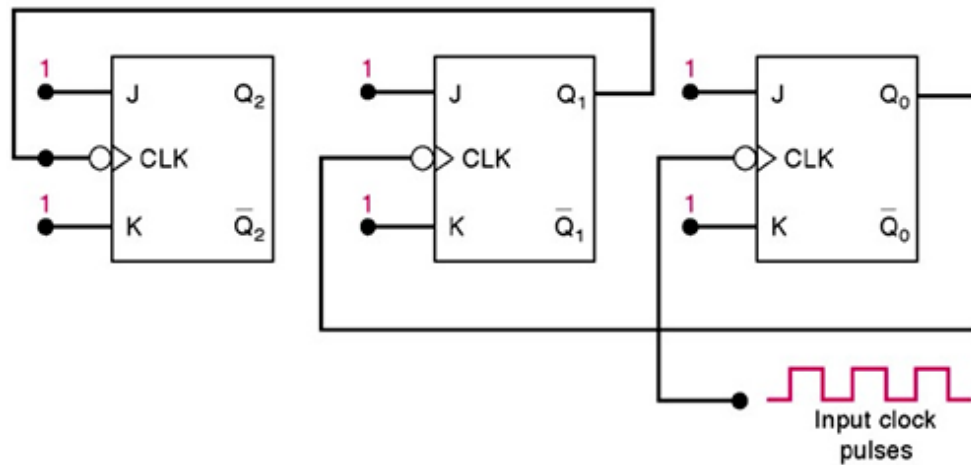 1 1 1
J Q₂ J Q₁ J Q₀
CLK CLK CLK
1 1 1
K Q̅₂ K Q̅₁ K Q̅₀
Input clock
pulses